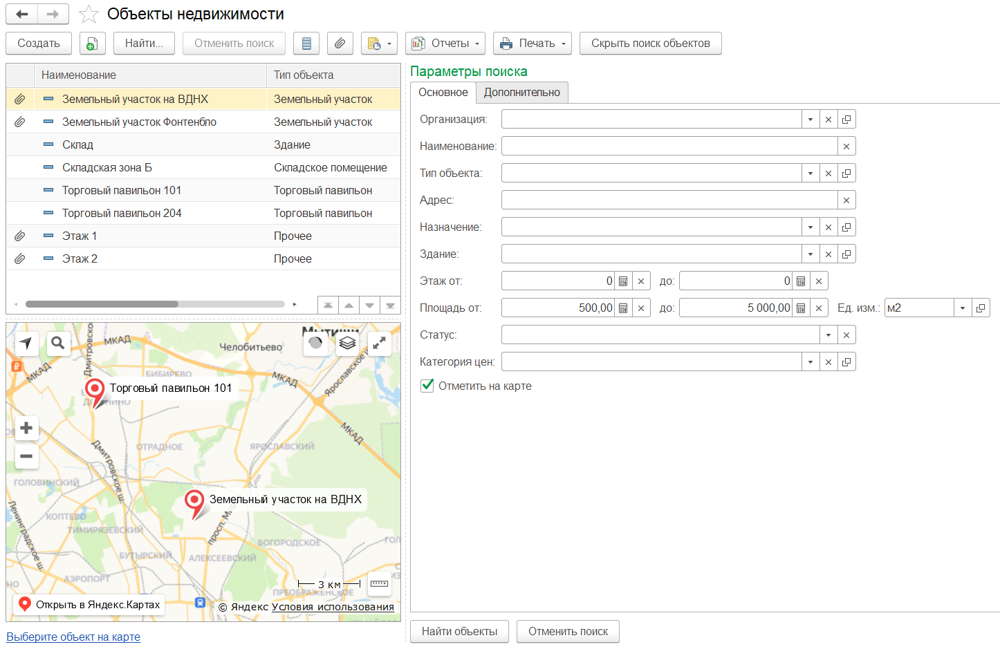 Объекты недвижимости
Создать Найти... Отменить поиск Отчеты Печать Скрыть поиск объектов
Наименование Тип объекта
Земельный участок на ВДНХ Земельный участок
Земельный участок Фонтенбло Земельный участок
Склад Здание
Складская зона Б Складское помещение
Торговый павильон 101 Торговый павильон
Торговый павильон 204 Торговый павильон
Этаж 1 Прочее
Этаж 2 Прочее
Параметры поиска
Основное Дополнительно
Организация:
Наименование:
Тип объекта:
Адрес:
Назначение:
Здание:
Этаж от: 0 до: 0
Площадь от: 500,00 до: 5 000,00 Ед. изм.: м2
Статус:
Категория цен:
Отметить на карте
Мытищи
МКАД
Челобитьево
Дмитровское
МКАД
БИБИРЕВО
МКАД
Ярославское ш.
Торговый павильон 101
МКАД
Дмитровское ш.
ОТРАДНОЕ
ЯРОСЛАВСКИЙ
ГОЛОВИНСКИЙ
Земельный участок на ВДНХ
Ленинградское ш.
КОПТЕВО
ТИМИРЯЗЕВСКИЙ
просп. М
БОГОРОДСКОЕ
БУТЫРСКИЙ
АЛЕКСЕЕВСКИЙ
АЭРОПОРТ
3 км
ПРЕОБРАЖЕНСКОЕ
Открыть в Яндекс.Картах
© Яндекс Условия использования
Выберите объект на карте
Найти объекты Отменить поиск